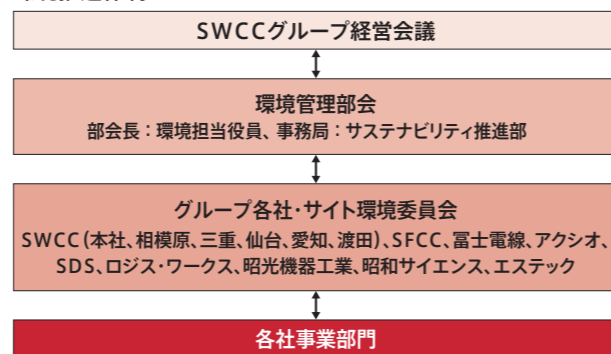 SWCCグループ経営会議
環境管理部会
部会長：環境担当役員、事務局：サステナビリティ推進部
グループ各社・サイト環境委員会
SWCC（本社、相模原、三重、仙台、愛知、渡田）、SFCC、冨士電線、アクシオ、
SDS、ロジス・ワークス、昭光機器工業、昭和サイエンス、エステック
各社事業部門